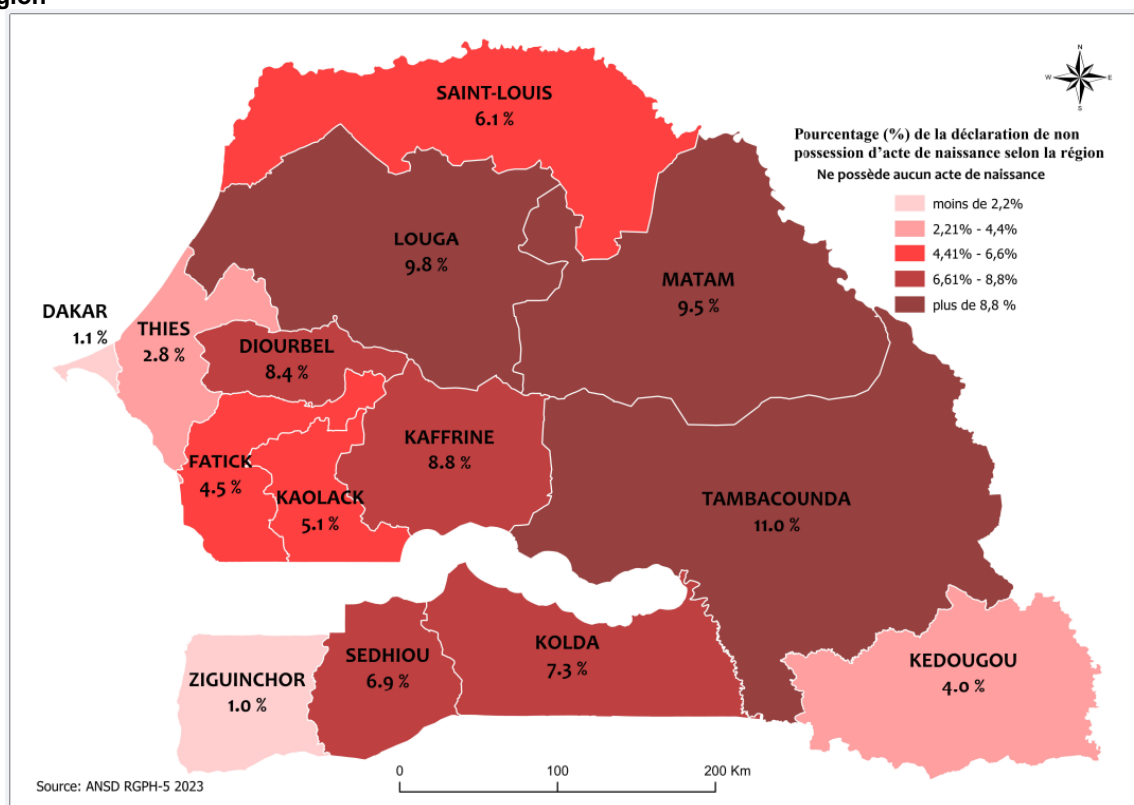 gion
N
W E
S
SAINT-LOUIS
6.1 %
Pourcentage (%) de la déclaration de non
possession d'acte de naissance selon la région
Ne possède aucun acte de naissance
moins de 2,2%
2,21% - 4,4%
4,41% - 6,6%
6,61% - 8,8%
plus de 8,8 %
LOUGA
9.8 %
MATAM
9.5 %
DAKAR
1.1 %
THIES
2.8 %
DIOURBEL
8.4 %
KAFFRINE
8.8 %
FATICK
4.5 %
KAOLACK
5.1 %
TAMBACOUNDA
11.0 %
ZIGUINCHOR
1.0 %
SEDHIOU
6.9 %
KOLDA
7.3 %
KEDOUGOU
4.0 %
Source: ANSD RGPH-5 2023
0 100 200 Km